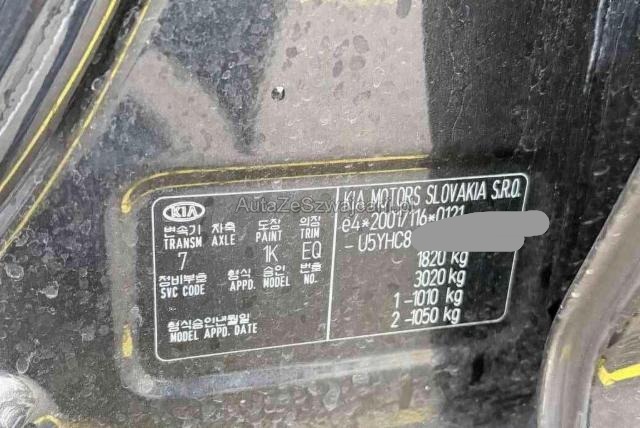 KIA
변속기 차축 도장 의장
TRANSM AXLE PAINT TRIM
7 1K EQ
정비부호 형식 승인 번호
SVC CODE APPD. MODEL NO.
형식승인년월일
MODEL APPD. DATE
KIA MOTORS SLOVAKIA S.R.O.
e4*2001/116*0121
- U5YHC8
1820 kg
3020 kg
1 -1010 kg
2 -1050 kg